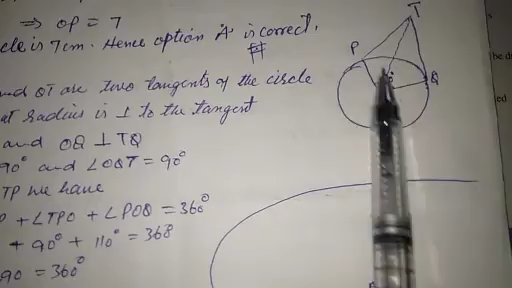 ⇒ OP = 7
cle is 7 cm. Hence option A is correct.
nd QT are two tangents of the circle
at radius is ⊥ to the tangent
and OQ ⊥ TQ
90° and ∠OQT = 90°
TP we have
+ ∠TPO + ∠POQ = 360°
+ 90° + 110° = 360
90 = 360°
T
P
Q